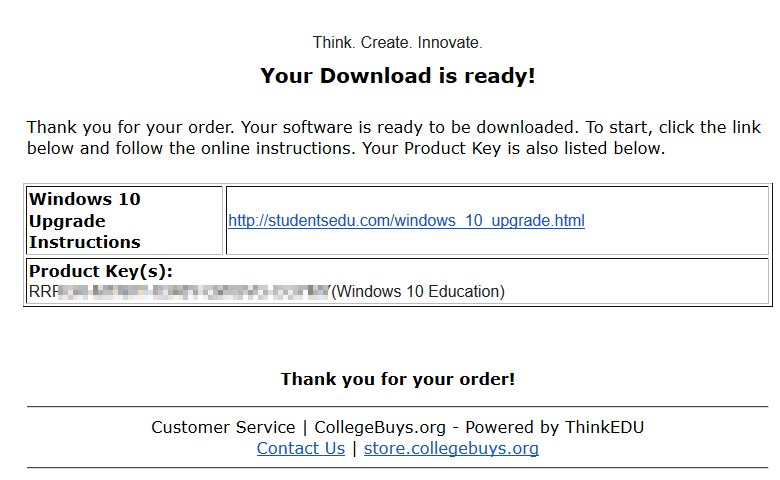 Think. Create. Innovate.
Your Download is ready!
Thank you for your order. Your software is ready to be downloaded. To start, click the link
below and follow the online instructions. Your Product Key is also listed below.
Windows 10
Upgrade
Instructions
http://studentsedu.com/windows_10_upgrade.html
Product Key(s):
(Windows 10 Education)
Thank you for your order!
Customer Service | CollegeBuys.org - Powered by ThinkEDU
Contact Us | store.collegebuys.org